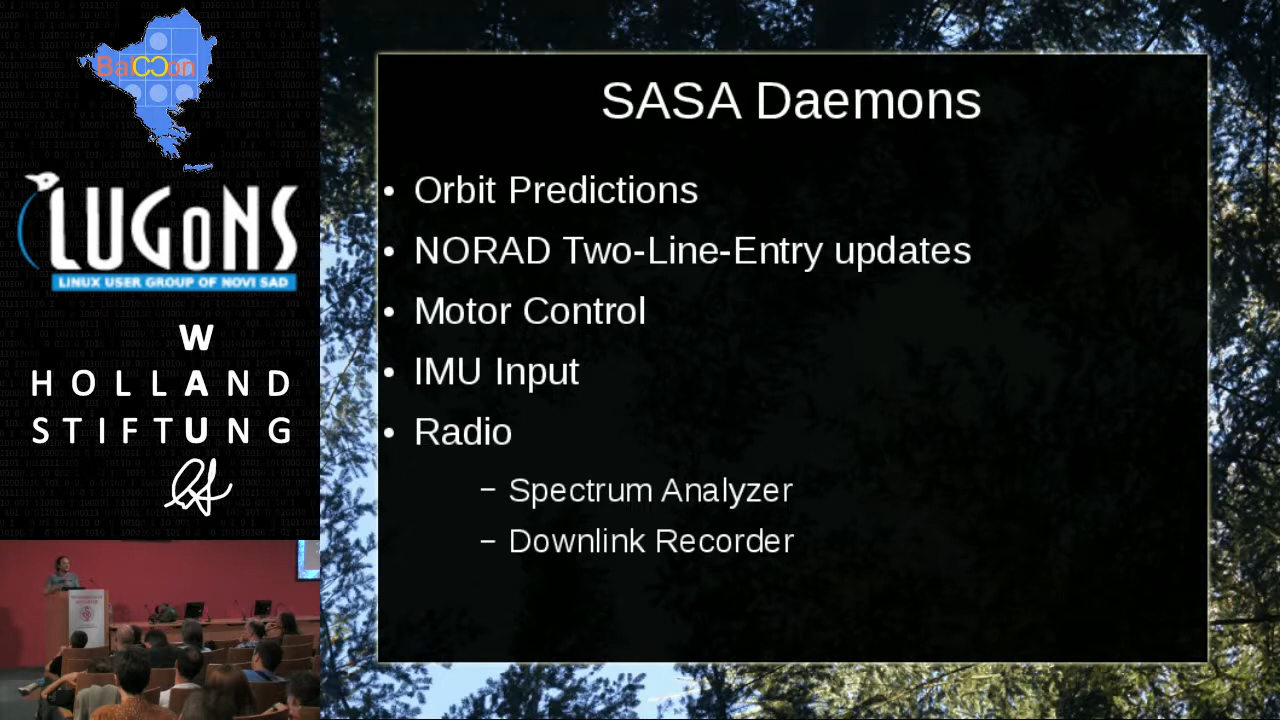 BalCCon
LUGoNS
LINUX USER GROUP OF NOVI SAD
W
HOLLAND
STIFTUNG
SASA Daemons
• Orbit Predictions
• NORAD Two-Line-Entry updates
• Motor Control
• IMU Input
• Radio
– Spectrum Analyzer
– Downlink Recorder